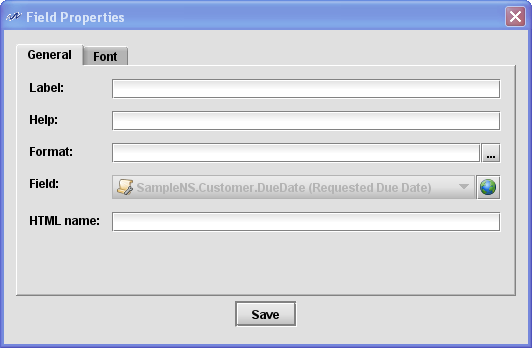 Field Properties
General Font
Label:
Help:
Format: ...
Field: SampleNS.Customer.DueDate (Requested Due Date)
HTML name:
Save